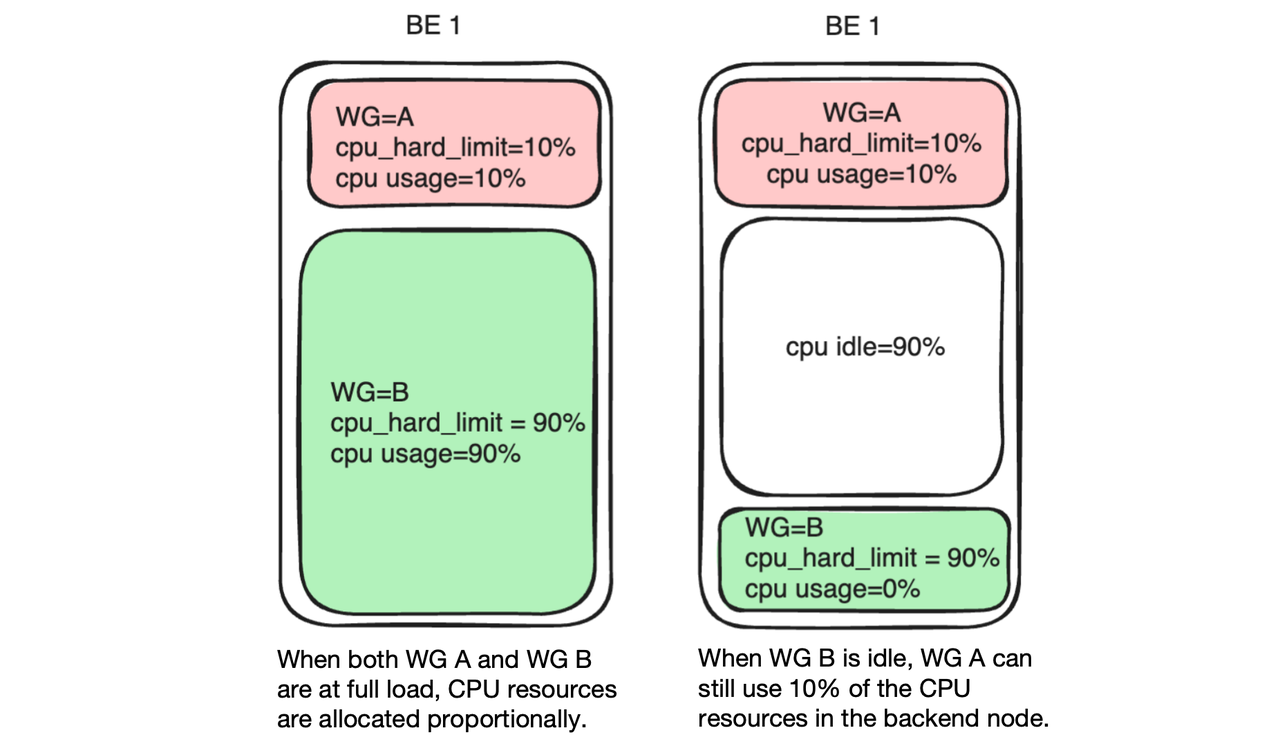 BE 1
WG=A
cpu_hard_limit=10%
cpu usage=10%
WG=B
cpu_hard_limit = 90%
cpu usage=90%
When both WG A and WG B
are at full load, CPU resources
are allocated proportionally.
BE 1
WG=A
cpu_hard_limit=10%
cpu usage=10%
cpu idle=90%
WG=B
cpu_hard_limit = 90%
cpu usage=0%
When WG B is idle, WG A can
still use 10% of the CPU
resources in the backend node.